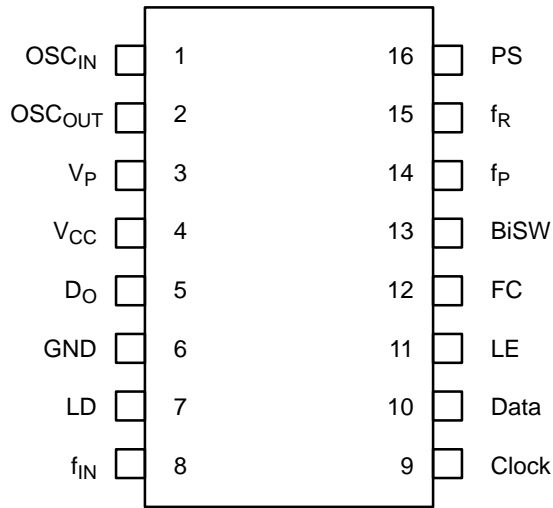 OSCIN 1 16 PS
OSCOUT 2 15 fR
VP 3 14 fP
VCC 4 13 BiSW
DO 5 12 FC
GND 6 11 LE
LD 7 10 Data
fIN 8 9 Clock